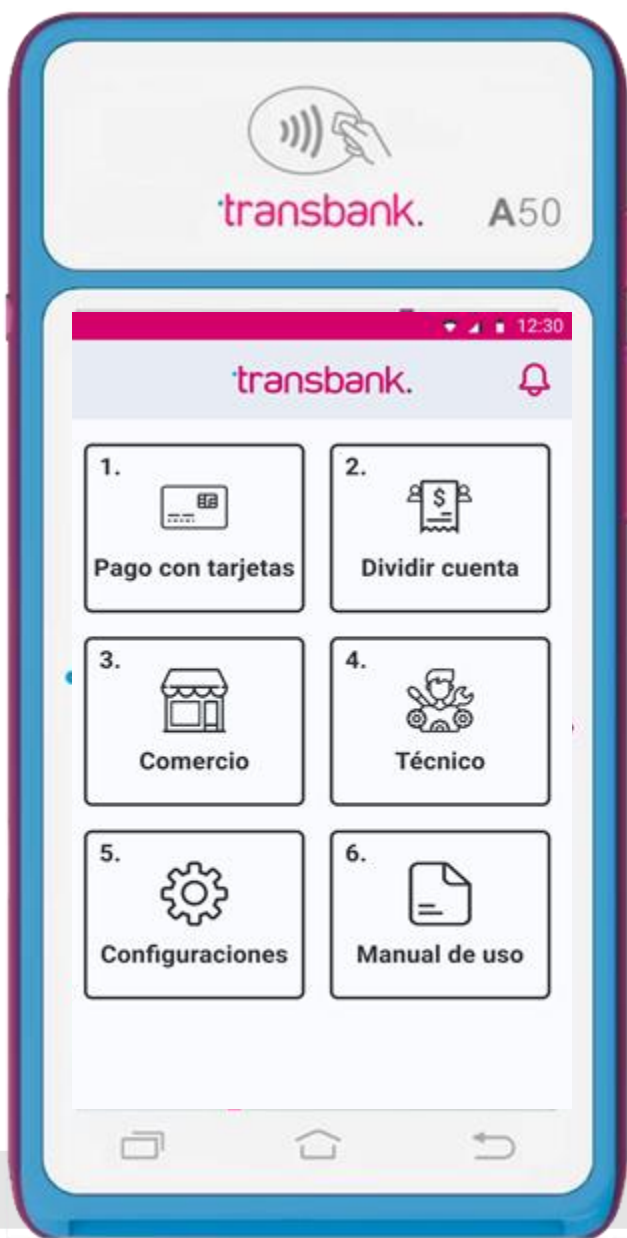 transbank.
A50
12:30
transbank.
1.
Pago con tarjetas
2.
$
Dividir cuenta
3.
Comercio
4.
Técnico
5.
Configuraciones
6.
Manual de uso